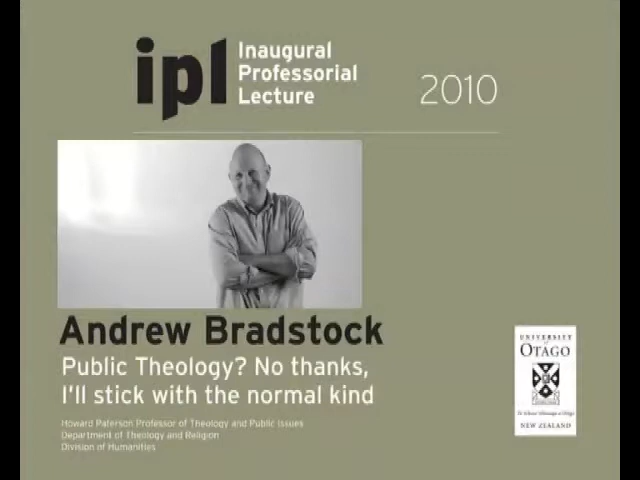 ipl
Inaugural
Professorial
Lecture
2010
Andrew Bradstock
Public Theology? No thanks,
I'll stick with the normal kind
Howard Paterson Professor of Theology and Public Issues
Department of Theology and Religion
Division of Humanities
UNIVERSITY
of
OTAGO
NEW ZEALAND